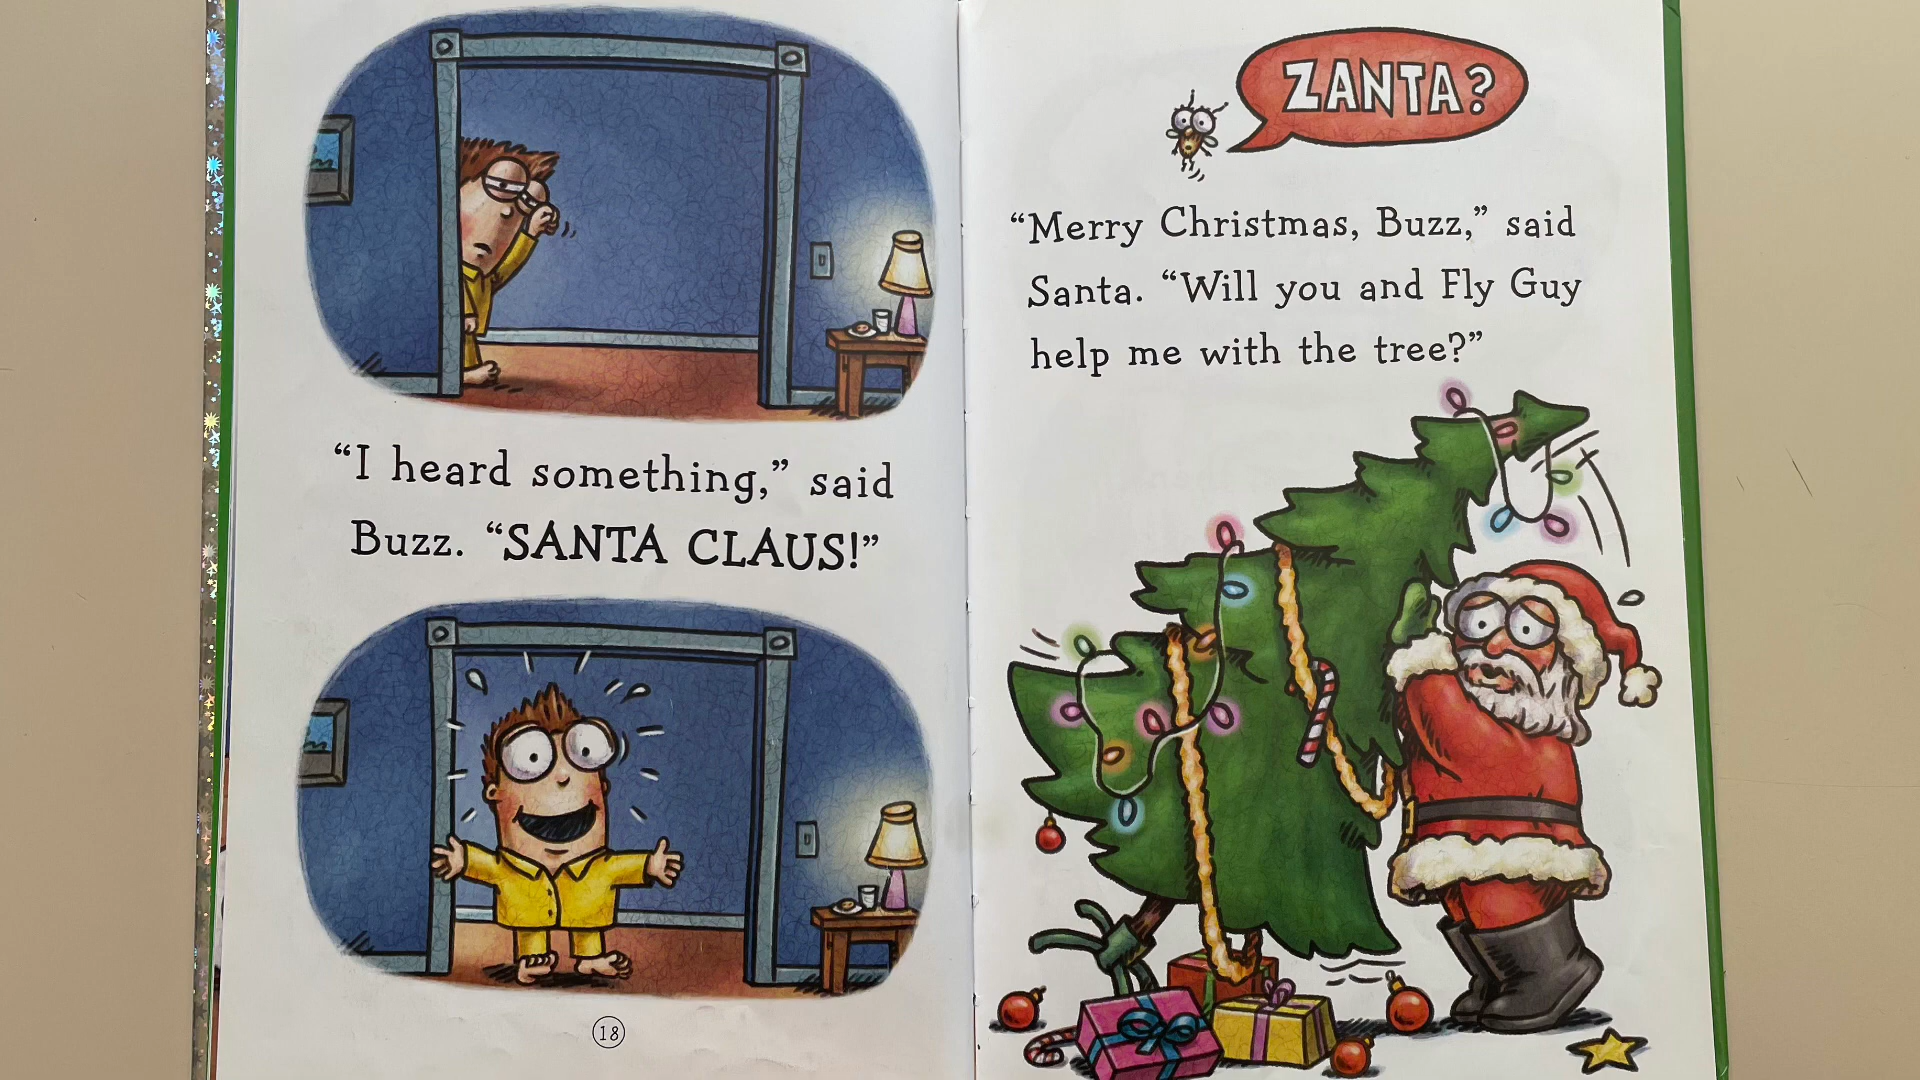 “I heard something,” said
Buzz. “SANTA CLAUS!”
18
ZANTA?
“Merry Christmas, Buzz,” said
Santa. “Will you and Fly Guy
help me with the tree?”